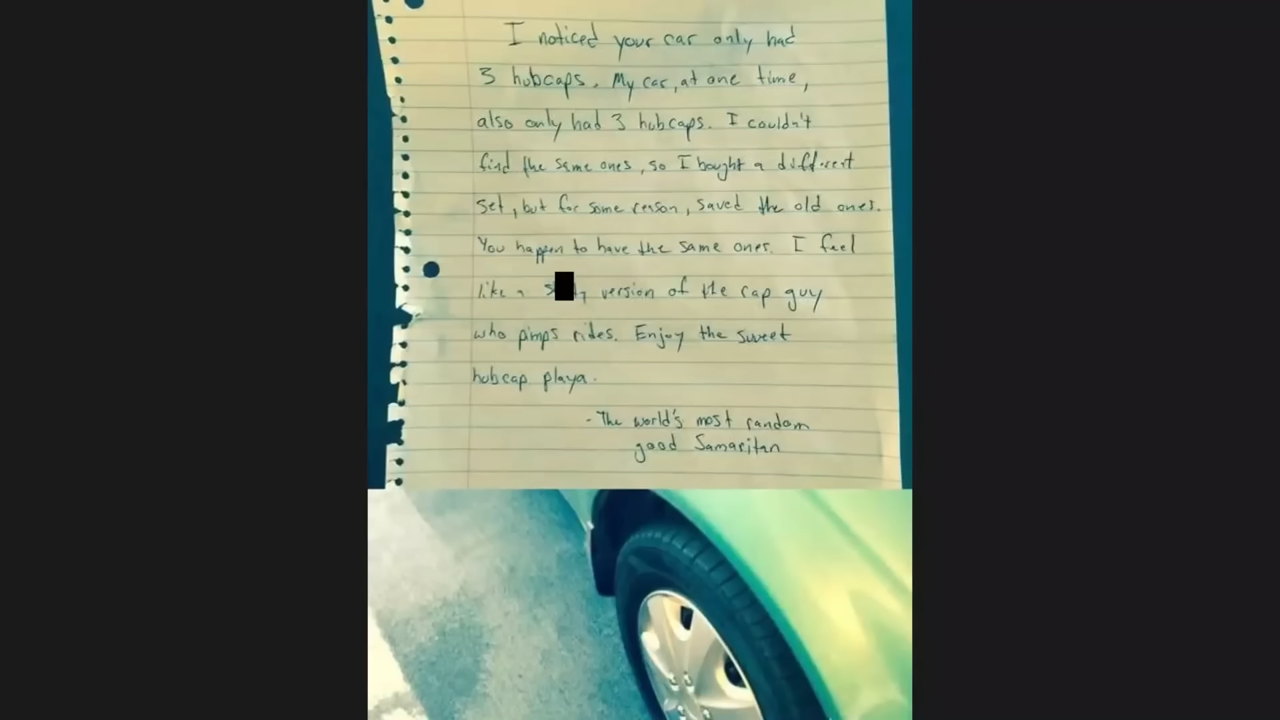 I noticed your car only had
3 hubcaps. My car, at one time,
also only had 3 hubcaps. I couldn't
find the same ones, so I bought a different
set, but for some reason, saved the old ones.
You happen to have the same ones. I feel
like a version of the rap guy
who pimps rides. Enjoy the sweet
hubcap playa.
- The world's most random
good Samaritan